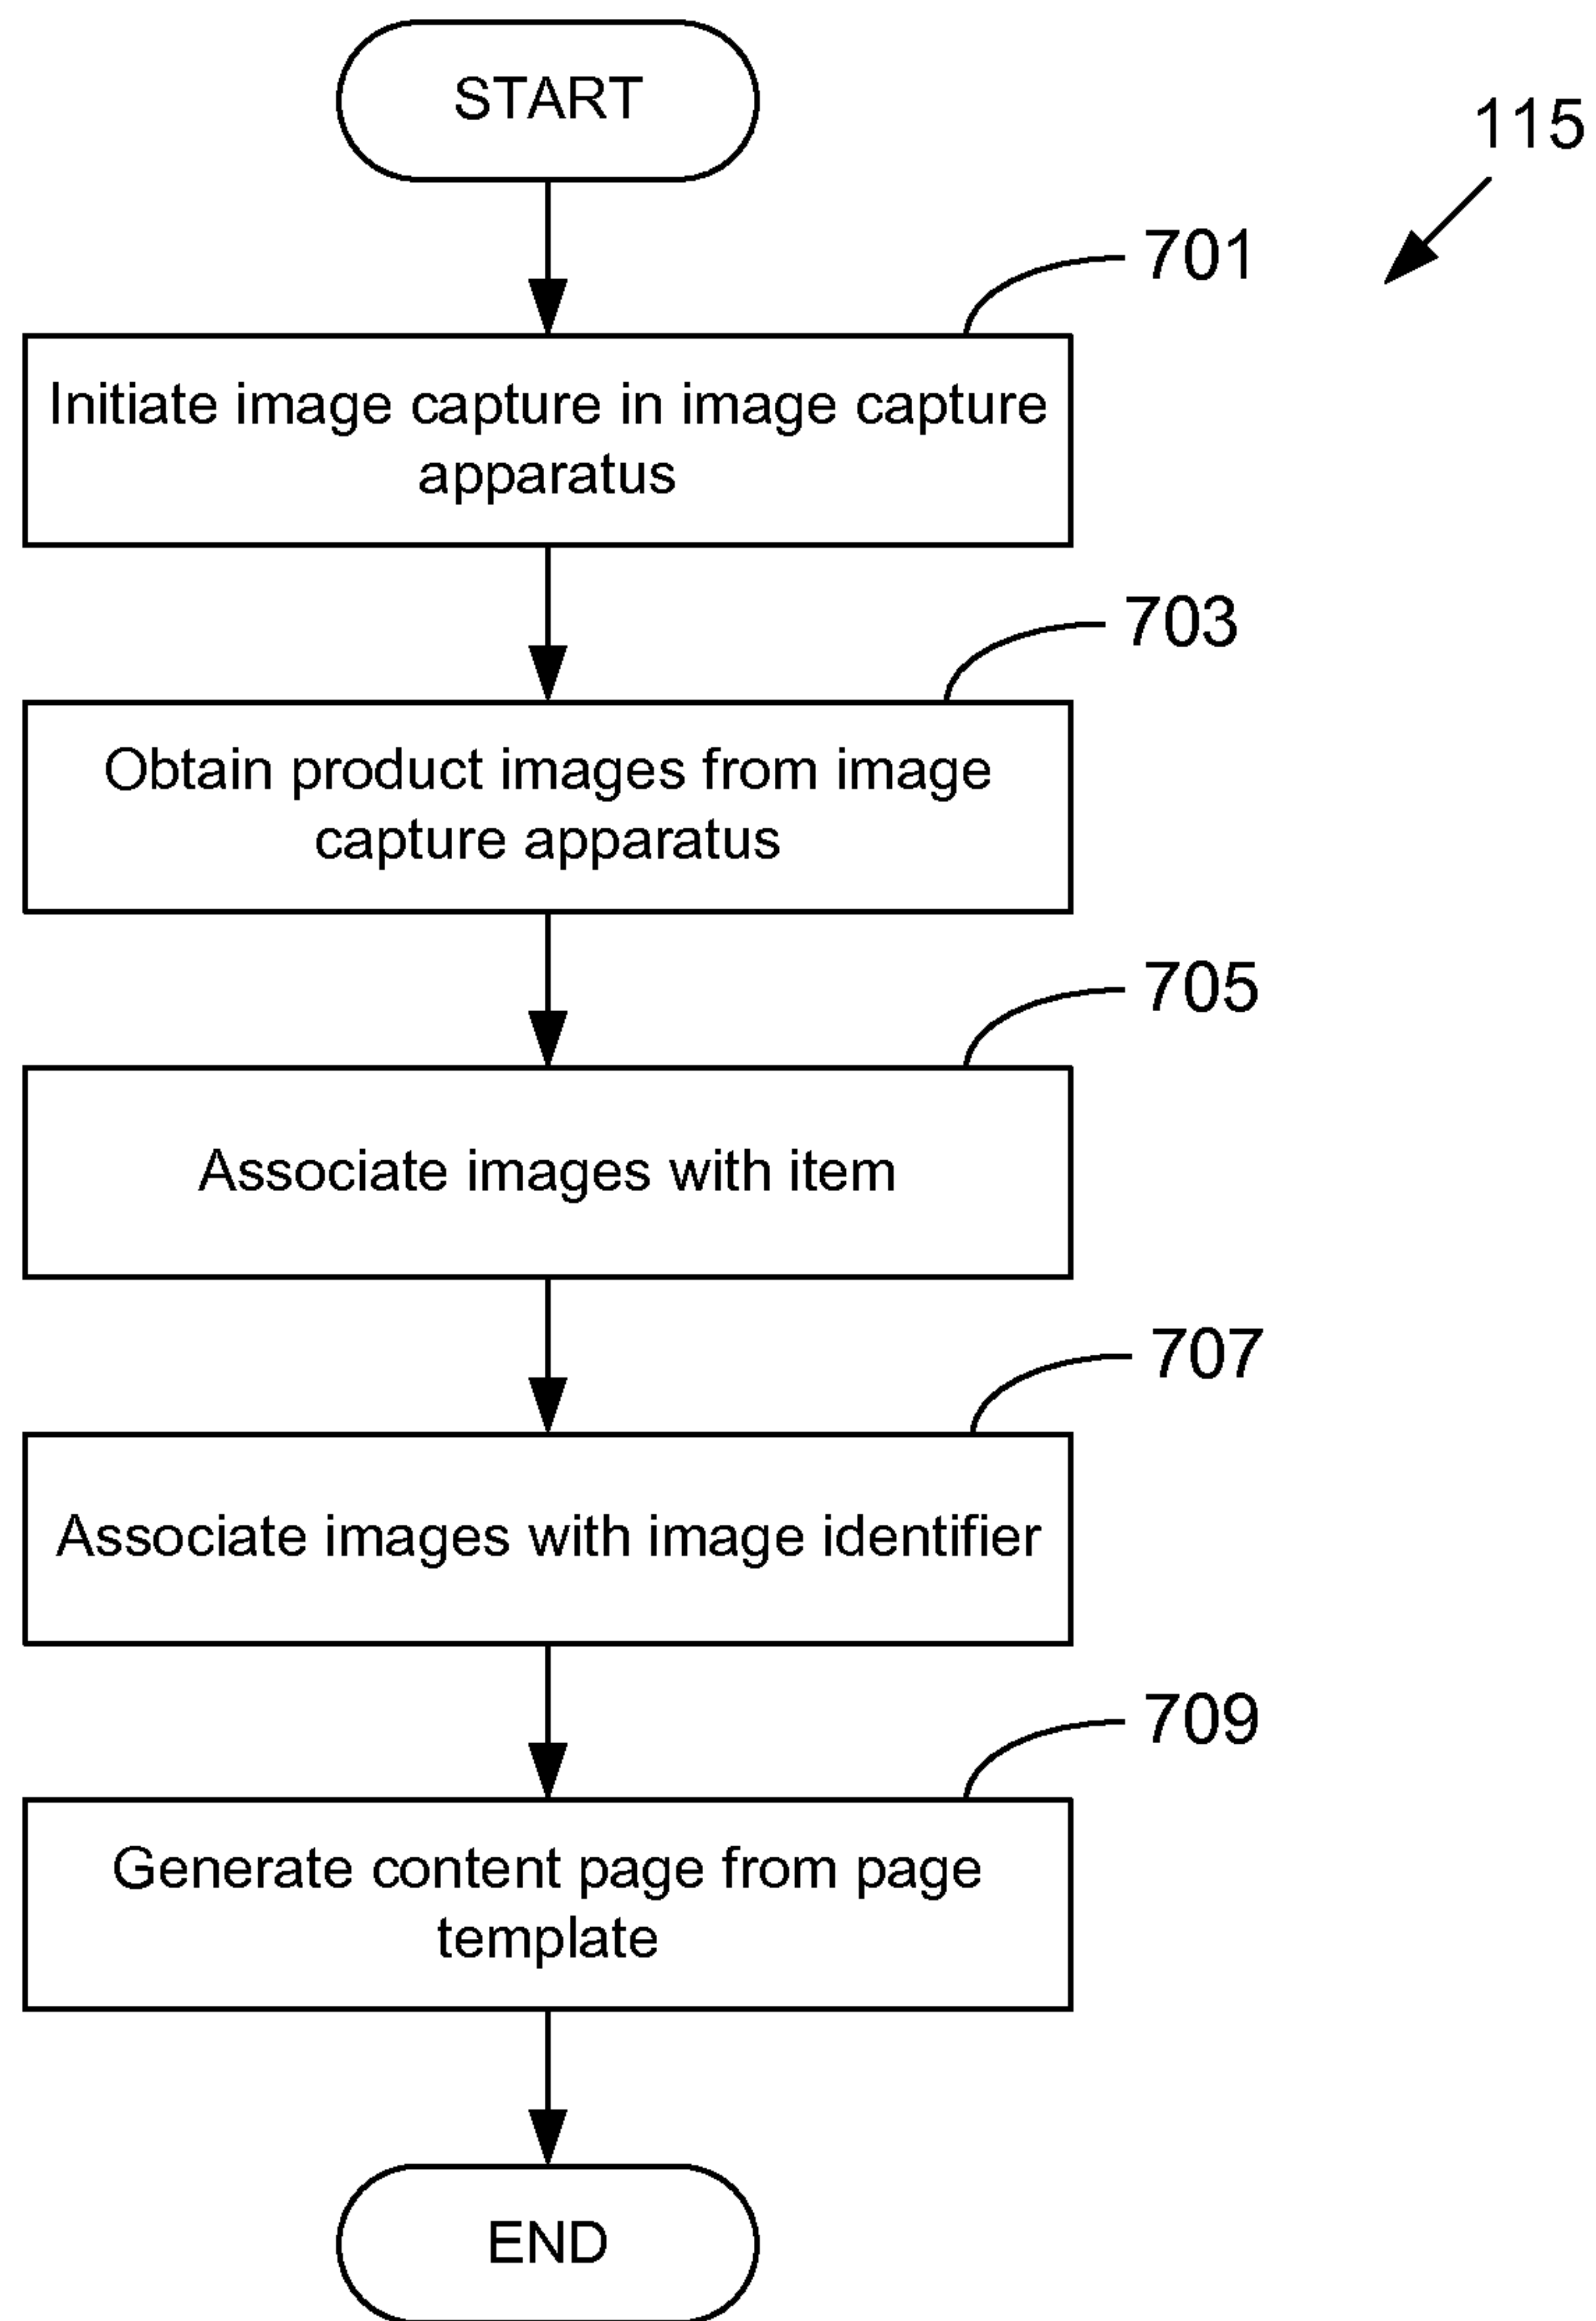 START
115
701
Initiate image capture in image capture
apparatus
703
Obtain product images from image
capture apparatus
705
Associate images with item
707
Associate images with image identifier
709
Generate content page from page
template
END